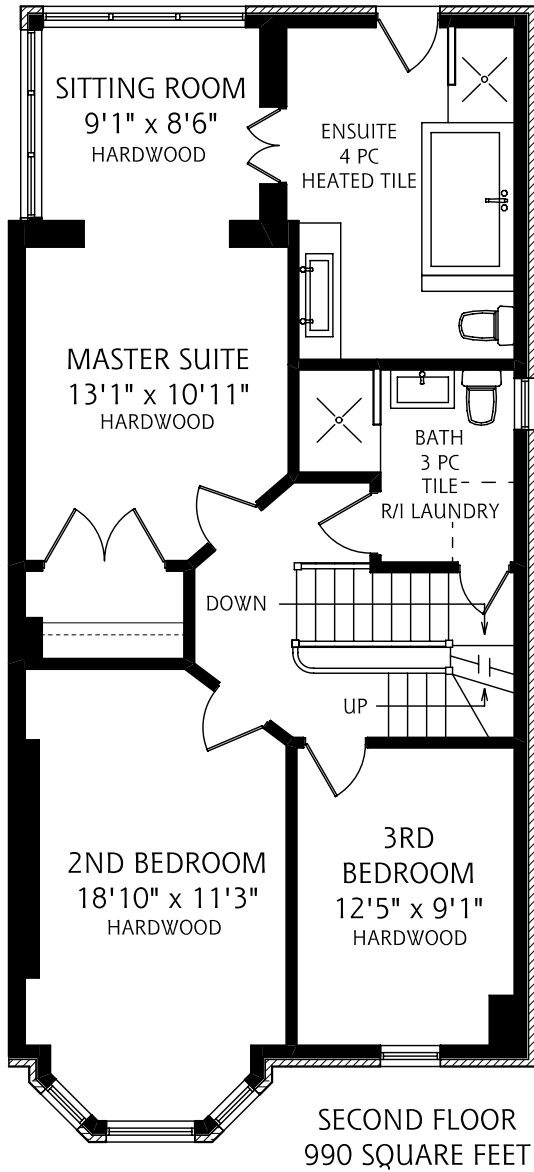 SITTING ROOM
9'1" x 8'6"
HARDWOOD
ENSUITE
4 PC
HEATED TILE
MASTER SUITE
13'1" x 10'11"
HARDWOOD
BATH
3 PC
TILE
R/I LAUNDRY
DOWN
UP
2ND BEDROOM
18'10" x 11'3"
HARDWOOD
3RD
BEDROOM
12'5" x 9'1"
HARDWOOD
SECOND FLOOR
990 SQUARE FEET